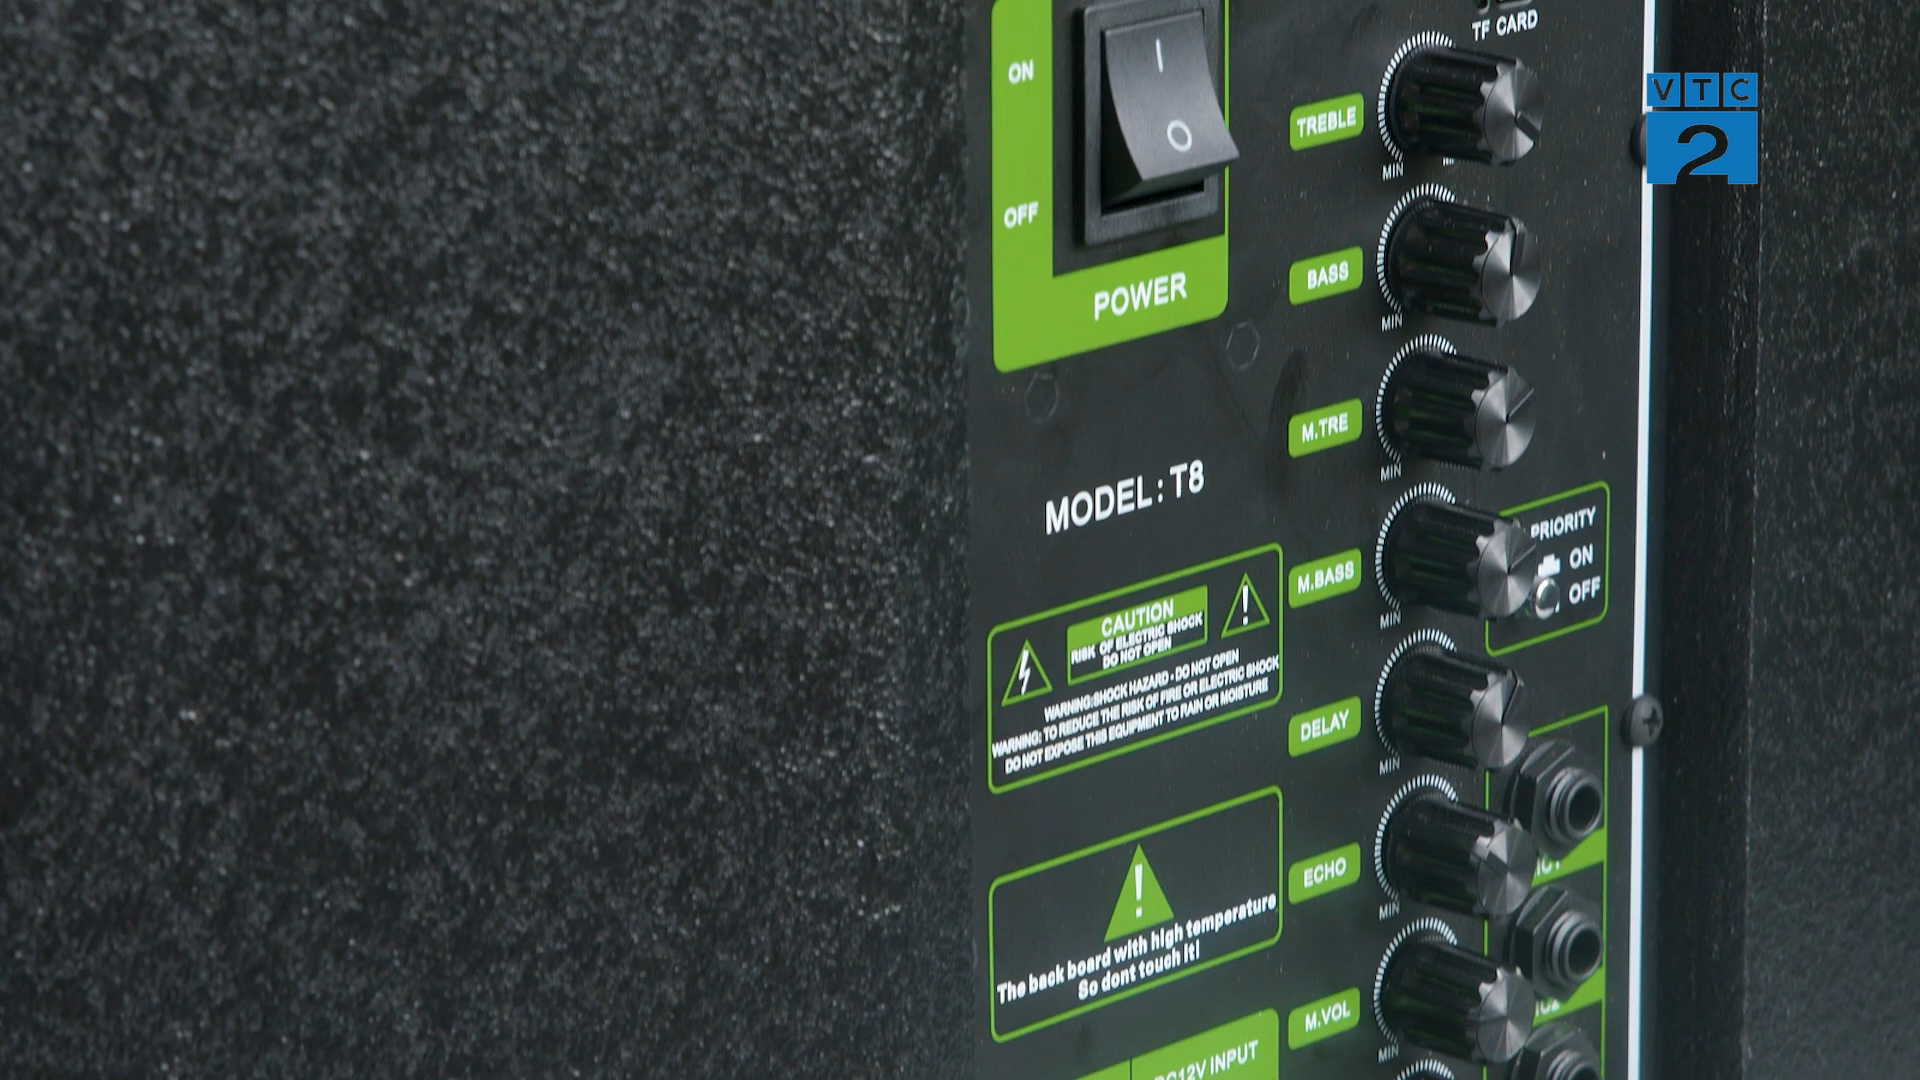 TF CARD
VTC
2
ON
OFF
POWER
TREBLE
MIN
BASS
MIN
M.TRE
MIN
MODEL: T8
M.BASS
MIN
PRIORITY
ON
OFF
CAUTION
RISK OF ELECTRIC SHOCK
DO NOT OPEN
WARNING:SHOCK HAZARD - DO NOT OPEN
WARNING: TO REDUCE THE RISK OF FIRE OR ELECTRIC SHOCK
DO NOT EXPOSE THIS EQUIPMENT TO RAIN OR MOISTURE
DELAY
MIN
The back board with high temperature
So dont touch it!
ECHO
MIN
M.VOL
MIN
DC12V INPUT